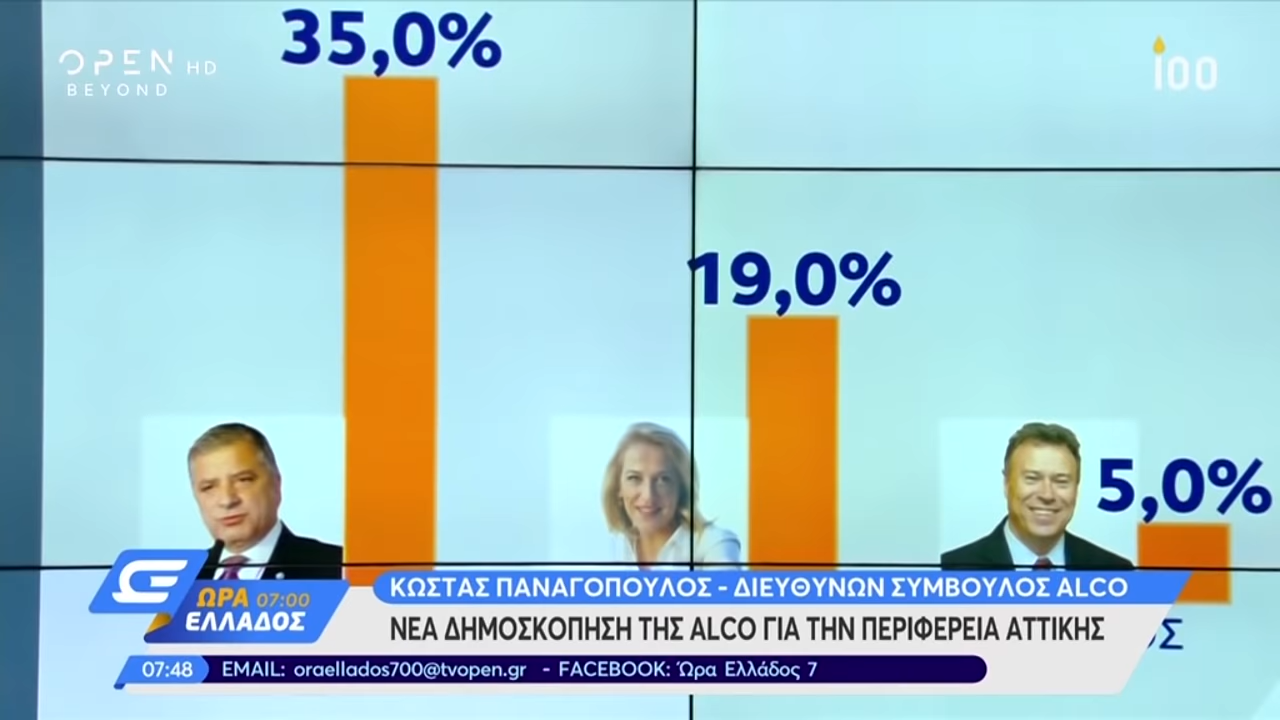 35,0%
OPEN HD
BEYOND
100
19,0%
5,0%
ΚΩΣΤΑΣ ΠΑΝΑΓΟΠΟΥΛΟΣ - ΔΙΕΥΘΥΝΩΝ ΣΥΜΒΟΥΛΟΣ ALCO
ΩΡΑ 07:00
ΕΛΛΑΔΟΣ
ΝΕΑ ΔΗΜΟΣΚΟΠΗΣΗ ΤΗΣ ALCO ΓΙΑ ΤΗΝ ΠΕΡΙΦΕΡΕΙΑ ΑΤΤΙΚΗΣ
07:48 EMAIL: oraellados700@tvopen.gr - FACEBOOK: Ώρα Ελλάδος 7